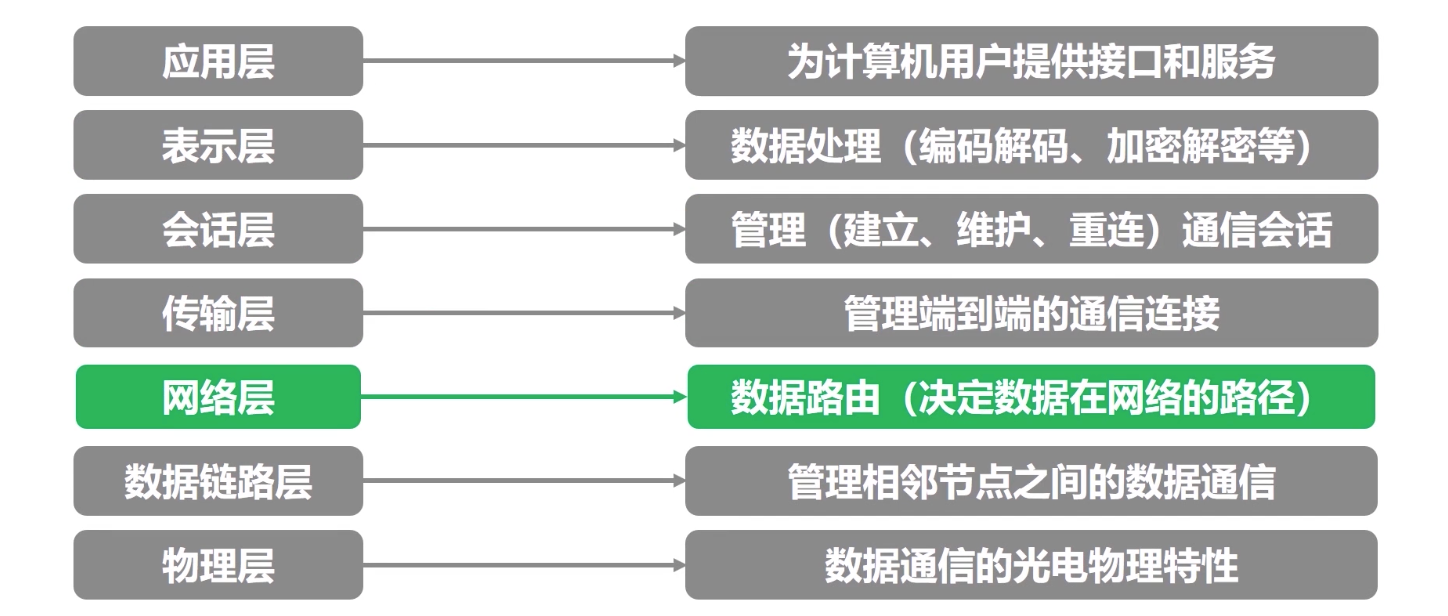 应用层
为计算机用户提供接口和服务
表示层
数据处理（编码解码、加密解密等）
会话层
管理（建立、维护、重连）通信会话
传输层
管理端到端的通信连接
网络层
数据路由（决定数据在网络的路径）
数据链路层
管理相邻节点之间的数据通信
物理层
数据通信的光电物理特性